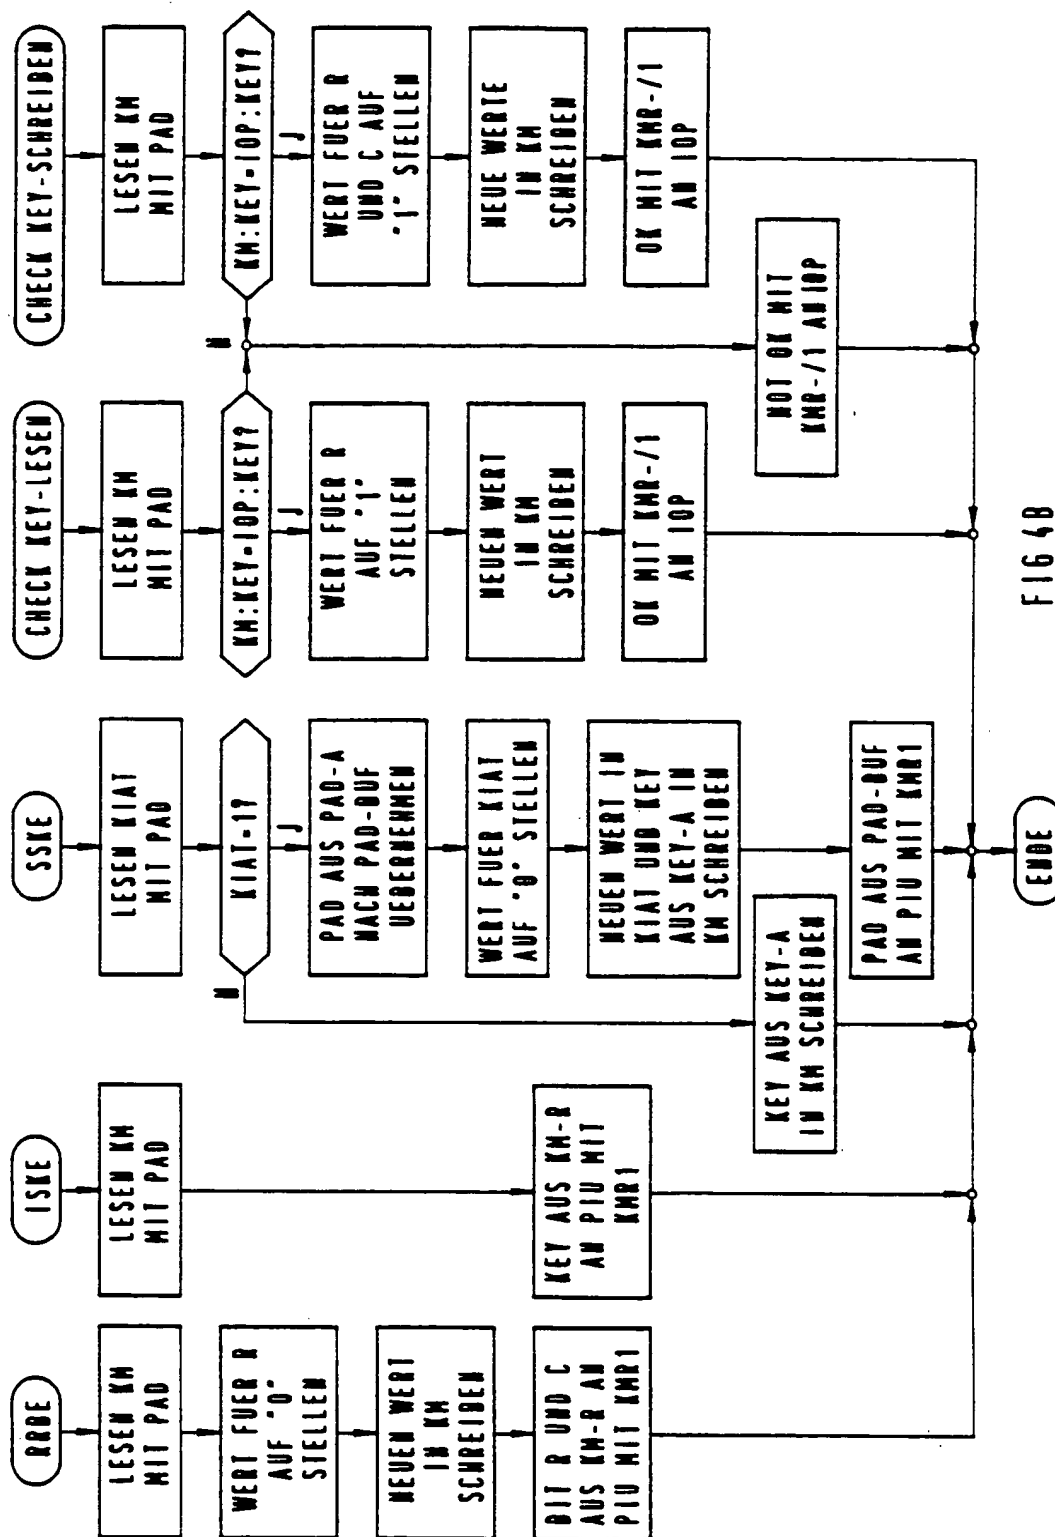 RRBE
LESEN KM
MIT PAD
WERT FUER R
AUF "0"
STELLEN
NEUEN WERT
IN KM
SCHREIBEN
BIT R UND C
AUS KM-R AN
PIU MIT KMR1
ISKE
LESEN KM
MIT PAD
KEY AUS KM-R
AN PIU MIT
KMR1
SSKE
LESEN KIAT
MIT PAD
KIAT=1?
N
J
PAD AUS PAD-A
NACH PAD-BUF
UEBERNEHMEN
WERT FUER KIAT
AUF "0" STELLEN
NEUEN WERT IN
KIAT UND KEY
AUS KEY-A IN
KM SCHREIBEN
KEY AUS KEY-A
IN KM SCHREIBEN
PAD AUS PAD-BUF
AN PIU MIT KMR1
CHECK KEY-LESEN
LESEN KM
MIT PAD
KM:KEY=IOP:KEY?
J
WERT FUER R
AUF "1"
STELLEN
NEUEN WERT
IN KM
SCHREIBEN
OK MIT KMR-/1
AN IOP
N
NOT OK MIT
KMR-/1 AN IOP
CHECK KEY-SCHREIBEN
LESEN KM
MIT PAD
KM:KEY=IOP:KEY?
J
WERT FUER R
UND C AUF
"1" STELLEN
NEUE WERTE
IN KM
SCHREIBEN
OK MIT KMR-/1
AN IOP
ENDE
FIG 4B